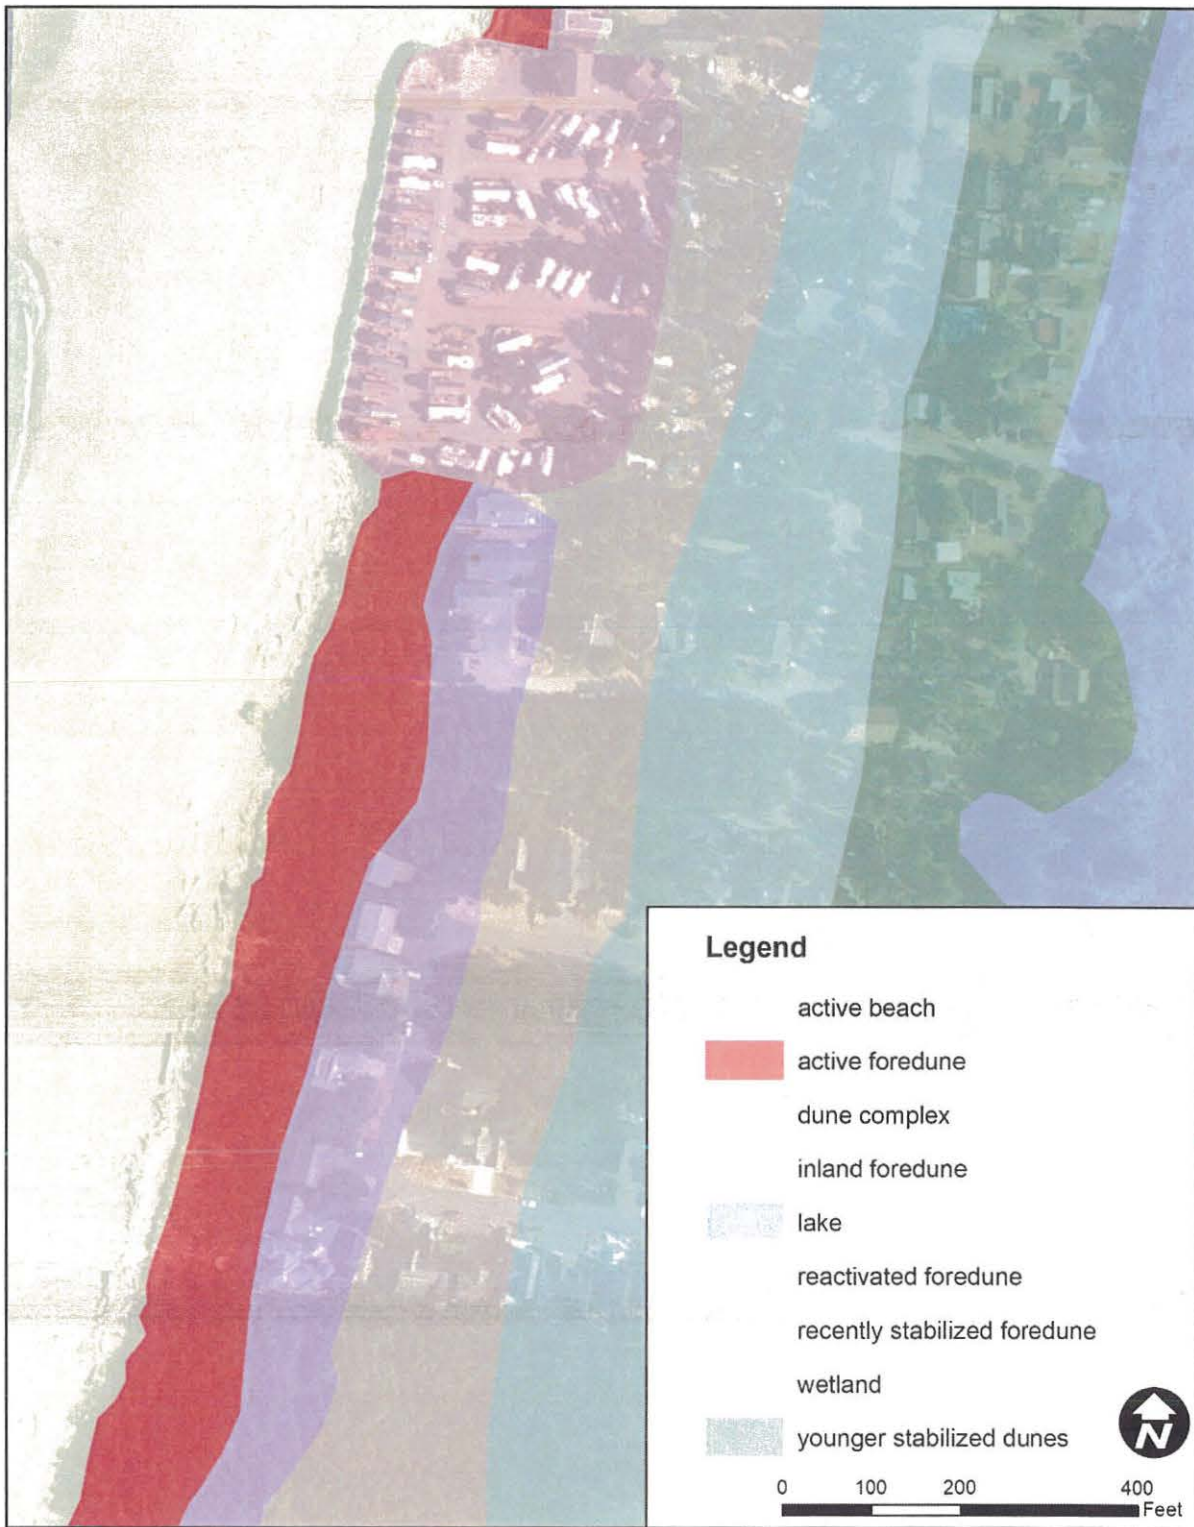 Legend
active beach
active foredune
dune complex
inland foredune
lake
reactivated foredune
recently stabilized foredune
wetland
younger stabilized dunes
N
0 100 200 400
Feet